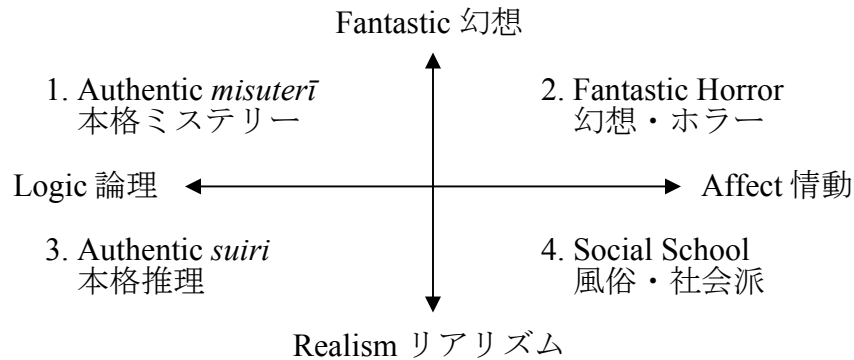 Fantastic 幻想
1. Authentic misuterī
本格ミステリー
2. Fantastic Horror
幻想・ホラー
Logic 論理
Affect 情動
3. Authentic suiri
本格推理
4. Social School
風俗・社会派
Realism リアリズム